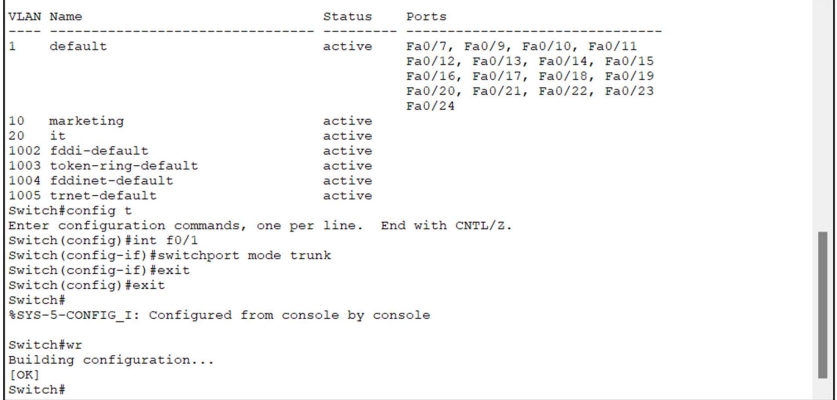 VLAN Name                             Status    Ports
---- -------------------------------- --------- -------------------------------
1    default                          active    Fa0/7, Fa0/9, Fa0/10, Fa0/11
                                                Fa0/12, Fa0/13, Fa0/14, Fa0/15
                                                Fa0/16, Fa0/17, Fa0/18, Fa0/19
                                                Fa0/20, Fa0/21, Fa0/22, Fa0/23
                                                Fa0/24
10   marketing                        active
20   it                               active
1002 fddi-default                     active
1003 token-ring-default               active
1004 fddinet-default                  active
1005 trnet-default                    active
Switch#config t
Enter configuration commands, one per line.  End with CNTL/Z.
Switch(config)#int f0/1
Switch(config-if)#switchport mode trunk
Switch(config-if)#exit
Switch(config)#exit
Switch#
%SYS-5-CONFIG_I: Configured from console by console
Switch#wr
Building configuration...
[OK]
Switch#